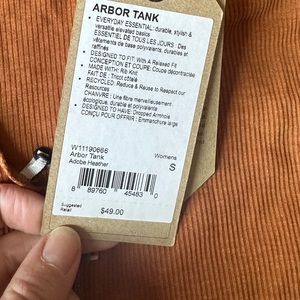 ARBOR TANK
• EVERYDAY ESSENTIAL: durable, stylish &
versatile elevated basics
ESSENTIEL DE TOUS LES JOURS : Des
vêtements de base polyvalents, durables et
raffinés
• DESIGNED TO FIT: With A Relaxed Fit
CONCEPTION ET COUPE: Coupe décontractée
• MADE WITH: Rib Knit
FAIT DE : Tricot côtelé
• RECYCLED: Reduce & Reuse to Respect our
Resources
CHANVRE : Une fibre merveilleusement
écologique, durable et polyvalente
• DESIGNED TO HAVE: Dropped Armhole
CONÇU POUR OFFRIR : Emmanchure large
W11190666
Arbor Tank
Adobe Heather
Womens
S
8 89760 45483 0
Suggested
Retail
$49.00